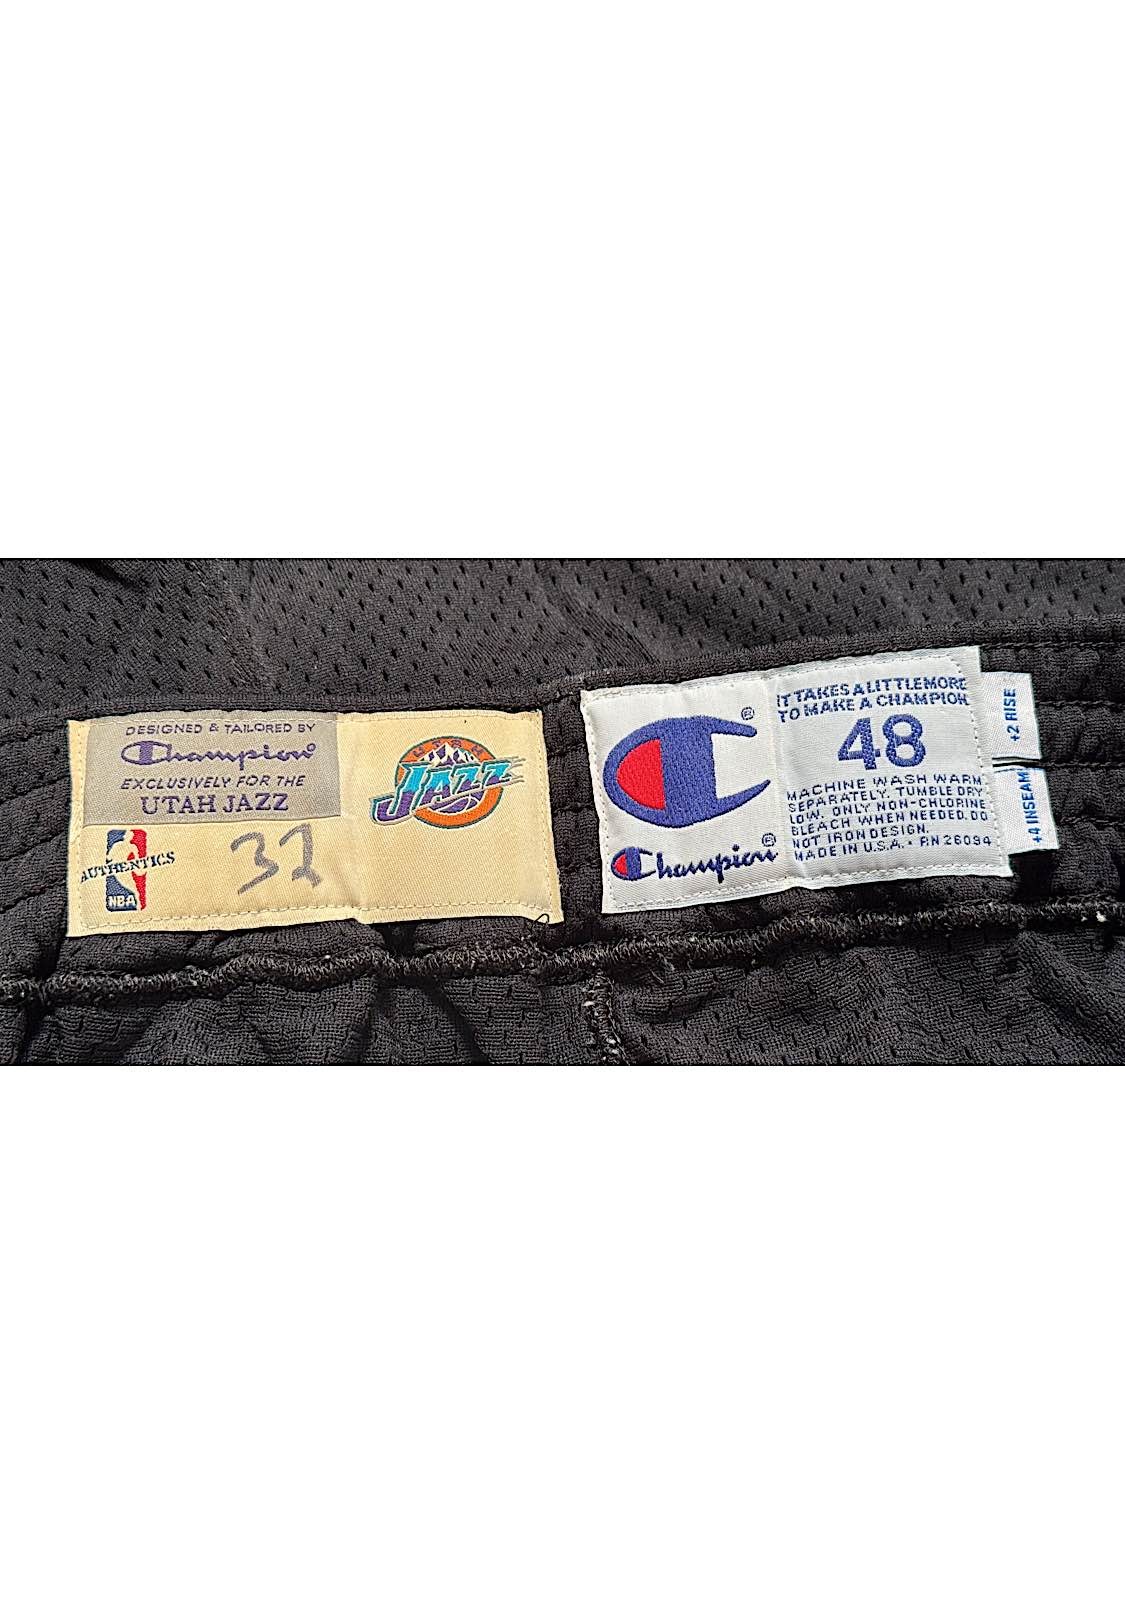 DESIGNED & TAILORED BY
Champion®
EXCLUSIVELY FOR THE
UTAH JAZZ
AUTHENTICS
NBA
32
UTAH
JAZZ
®
Champion®
IT TAKES A LITTLE MORE
TO MAKE A CHAMPION
48
MACHINE WASH WARM
SEPARATELY. TUMBLE DRY
LOW. ONLY NON-CHLORINE
BLEACH WHEN NEEDED. DO
NOT IRON DESIGN.
MADE IN U.S.A. • RN 26094
+2 RISE
+4 INSEAM